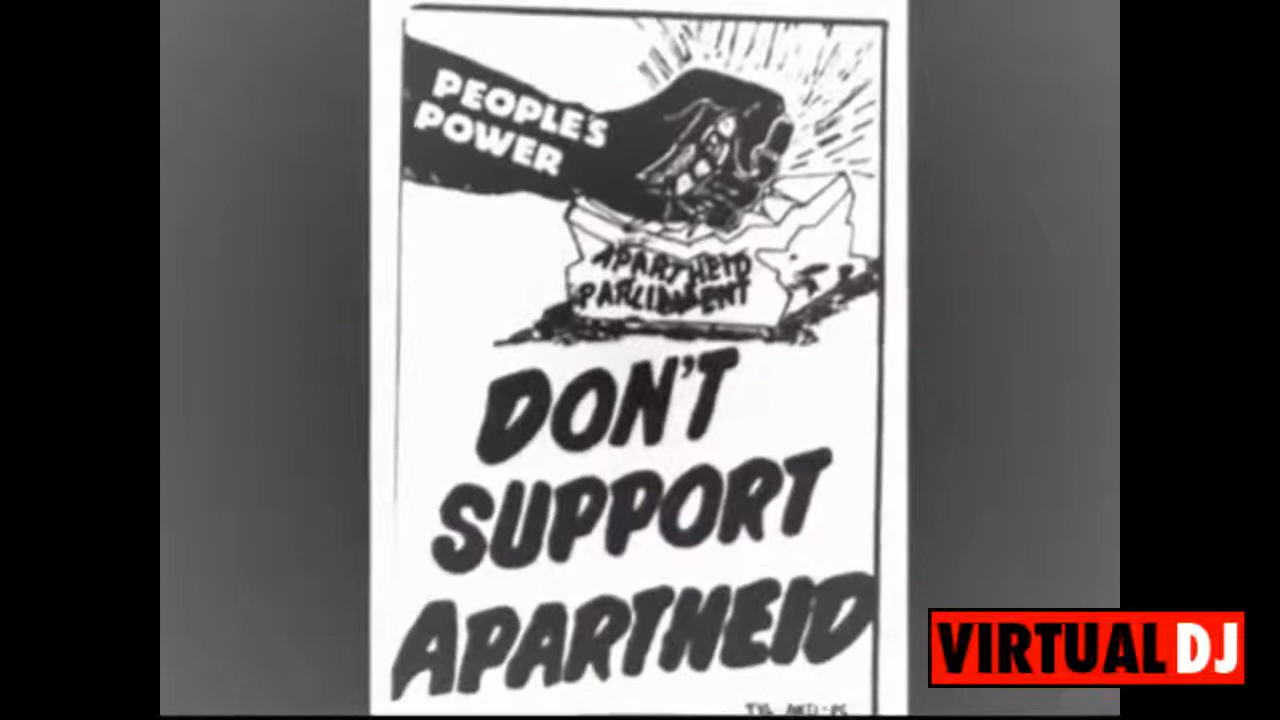 PEOPLE'S
POWER
APARTHEID
PARLIAMENT
DON'T
SUPPORT
APARTHEID
VIRTUAL DJ